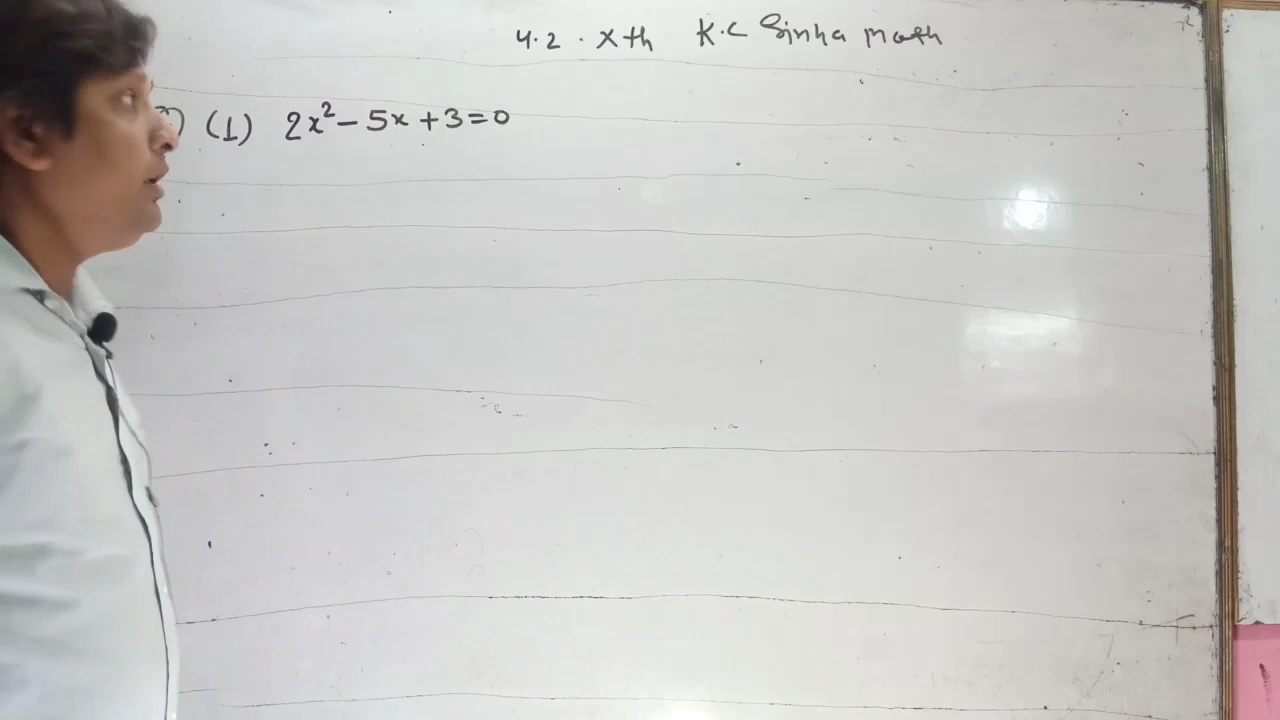 4.2 . Xth K.C Sinha Math
(1) 2x² - 5x + 3 = 0